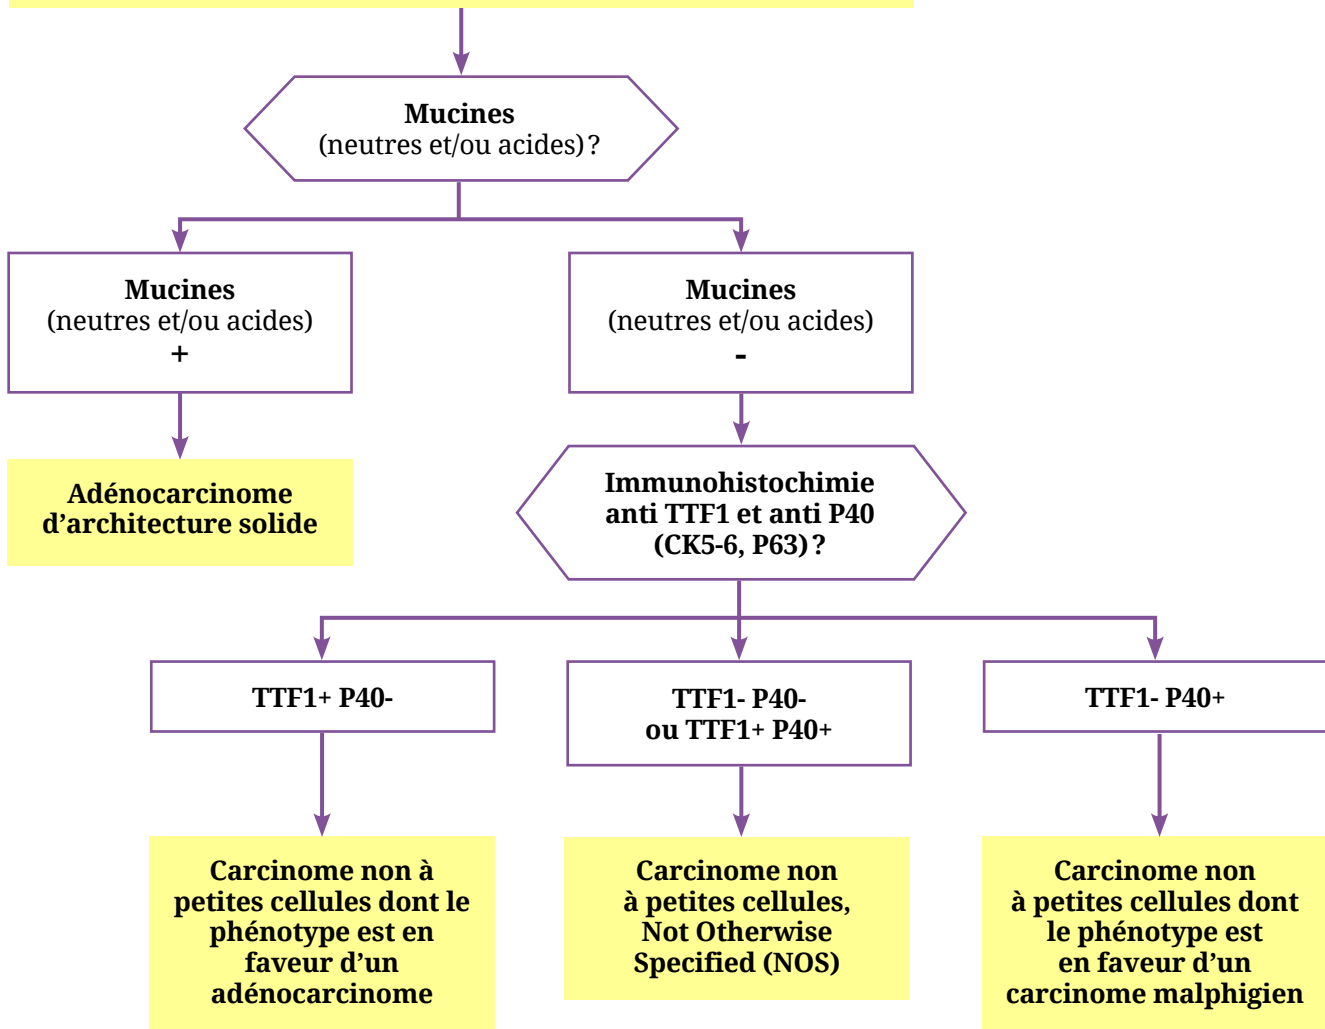 Mucines
(neutres et/ou acides) ?
Mucines
(neutres et/ou acides)
+
Mucines
(neutres et/ou acides)
-
Adénocarcinome
d’architecture solide
Immunohistochimie
anti TTF1 et anti P40
(CK5-6, P63) ?
TTF1+ P40-
TTF1- P40-
ou TTF1+ P40+
TTF1- P40+
Carcinome non à
petites cellules dont le
phénotype est en
faveur d’un
adénocarcinome
Carcinome non
à petites cellules,
Not Otherwise
Specified (NOS)
Carcinome non
à petites cellules dont
le phénotype est
en faveur d’un
carcinome malphigien